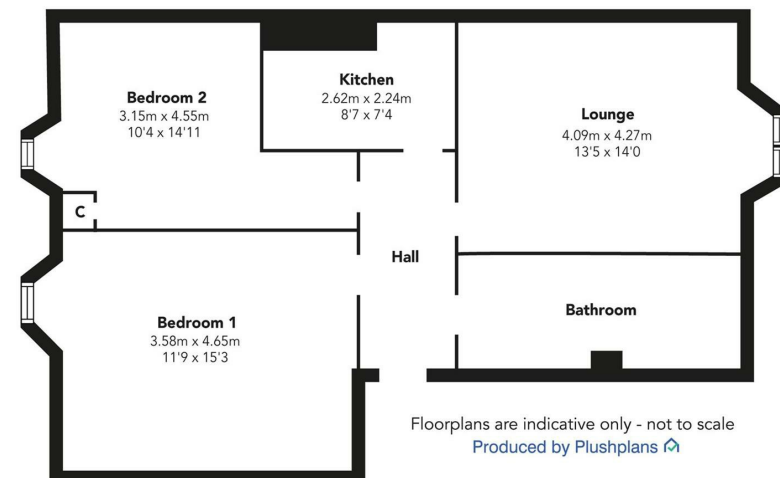 Bedroom 2
3.15m x 4.55m
10'4 x 14'11
Kitchen
2.62m x 2.24m
8'7 x 7'4
Lounge
4.09m x 4.27m
13'5 x 14'0
C
Hall
Bedroom 1
3.58m x 4.65m
11'9 x 15'3
Bathroom
Floorplans are indicative only - not to scale
Produced by Plushplans